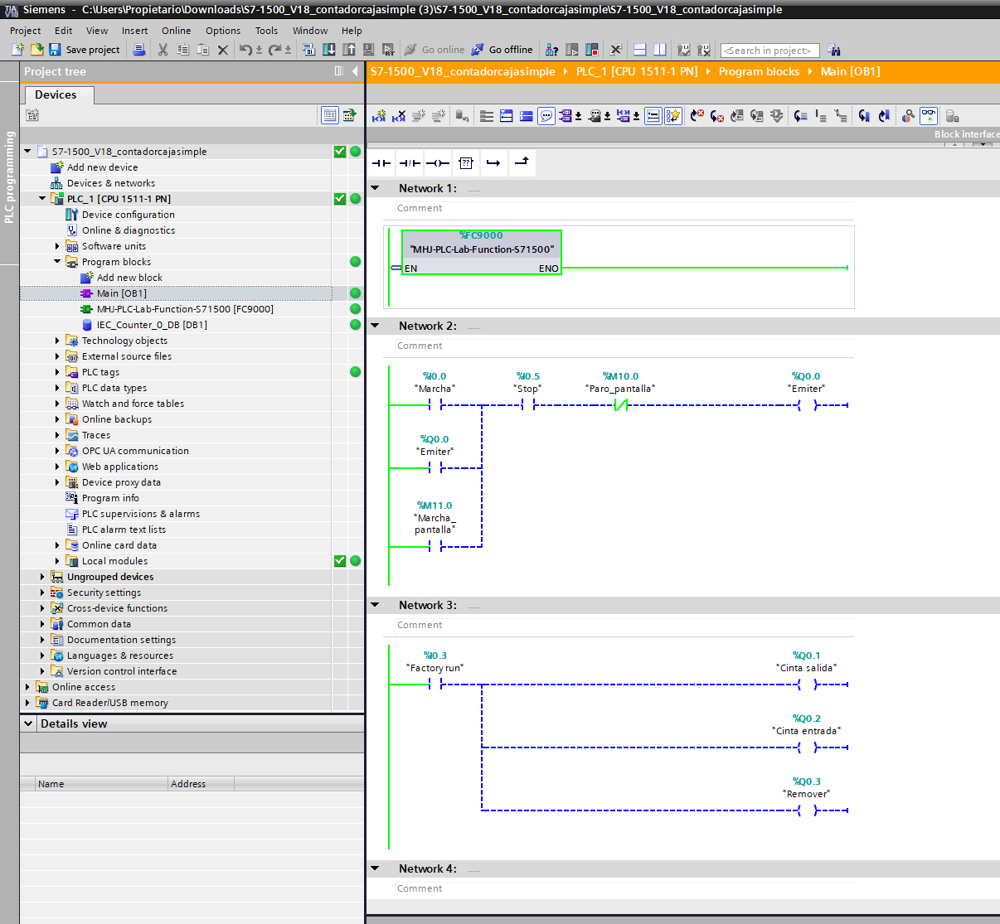 TIA V18 Siemens - C:\Users\Propietario\Downloads\S7-1500_V18_contadorcajasimple (3)\S7-1500_V18_contadorcajasimple\S7-1500_V18_contadorcajasimple
Project Edit View Insert Online Options Tools Window Help
Save project Go online Go offline <Search in project>
Project tree
Devices
PLC programming
S7-1500_V18_contadorcajasimple
Add new device
Devices & networks
PLC_1 [CPU 1511-1 PN]
Device configuration
Online & diagnostics
Software units
Program blocks
Add new block
Main [OB1]
MHJ-PLC-Lab-Function-S71500 [FC9000]
IEC_Counter_0_DB [DB1]
Technology objects
External source files
PLC tags
PLC data types
Watch and force tables
Online backups
Traces
OPC UA communication
Web applications
Device proxy data
Program info
PLC supervisions & alarms
PLC alarm text lists
Online card data
Local modules
Ungrouped devices
Security settings
Cross-device functions
Common data
Documentation settings
Languages & resources
Version control interface
Online access
Card Reader/USB memory
Details view
Name Address
S7-1500_V18_contadorcajasimple PLC_1 [CPU 1511-1 PN] Program blocks Main [OB1]
Block interface
??
Network 1: .....
Comment
%FC9000
"MHJ-PLC-Lab-Function-S71500"
EN ENO
Network 2: .....
Comment
%I0.0 %I0.5 %M10.0 %Q0.0
"Marcha" "Stop" "Paro_pantalla" "Emiter"
%Q0.0
"Emiter"
%M11.0
"Marcha_
pantalla"
Network 3: .....
Comment
%I0.3 %Q0.1
"Factory run" "Cinta salida"
%Q0.2
"Cinta entrada"
%Q0.3
"Remover"
Network 4: .....
Comment